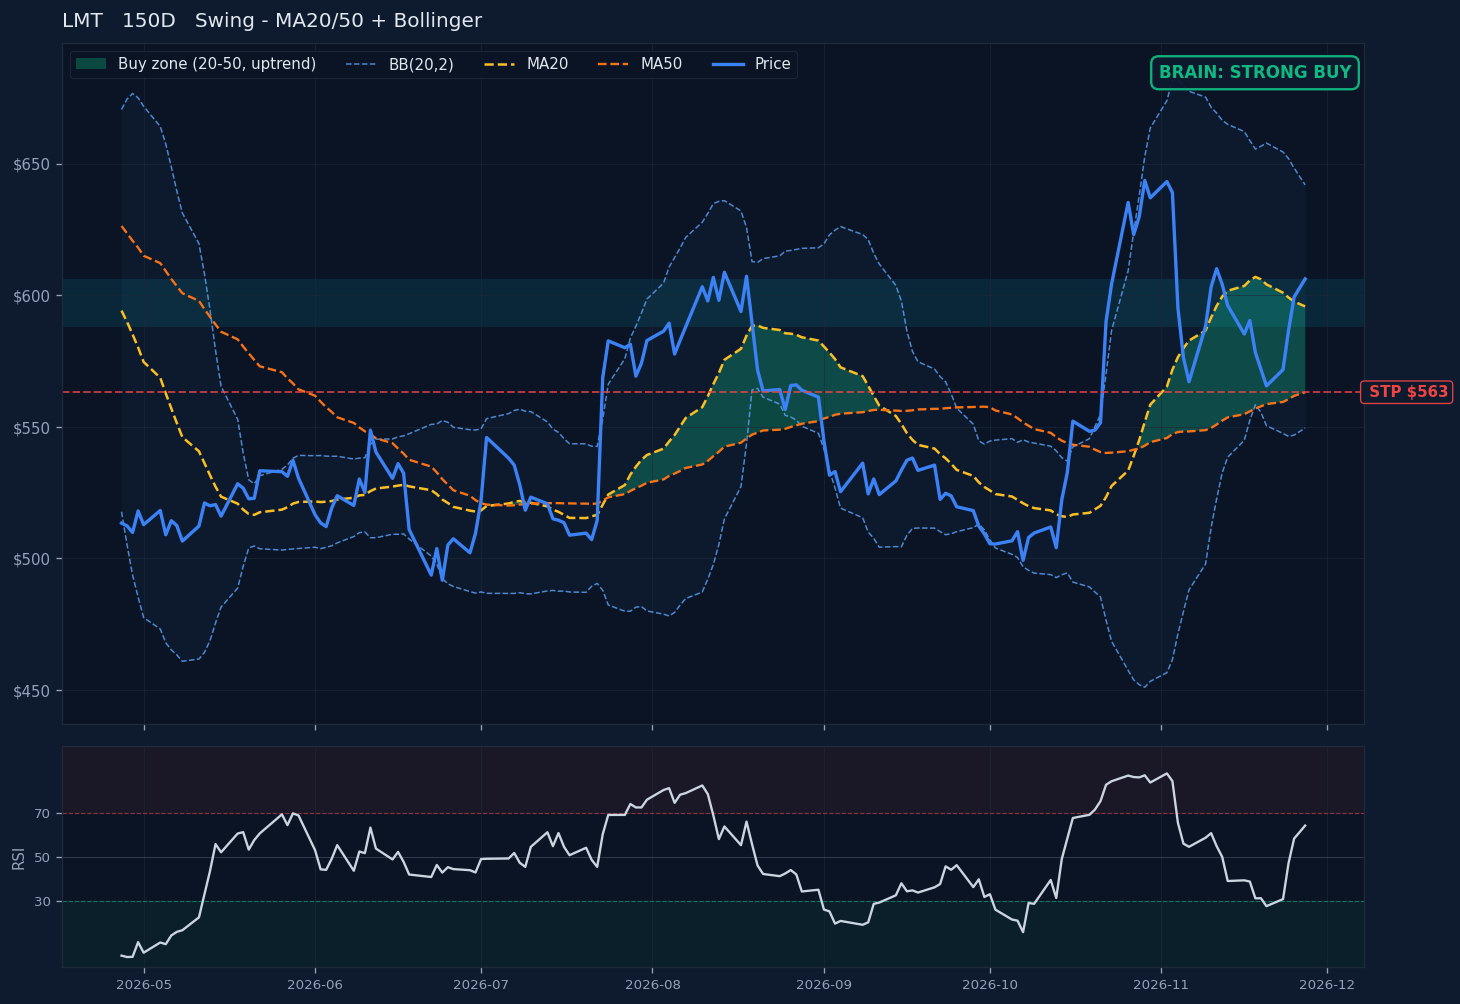 LMT   150D   Swing - MA20/50 + Bollinger
Buy zone (20-50, uptrend)   BB(20,2)   MA20   MA50   Price
BRAIN: STRONG BUY
$650
$600
$550
$500
$450
STP $563
70
50
30
RSI
2026-05   2026-06   2026-07   2026-08   2026-09   2026-10   2026-11   2026-12